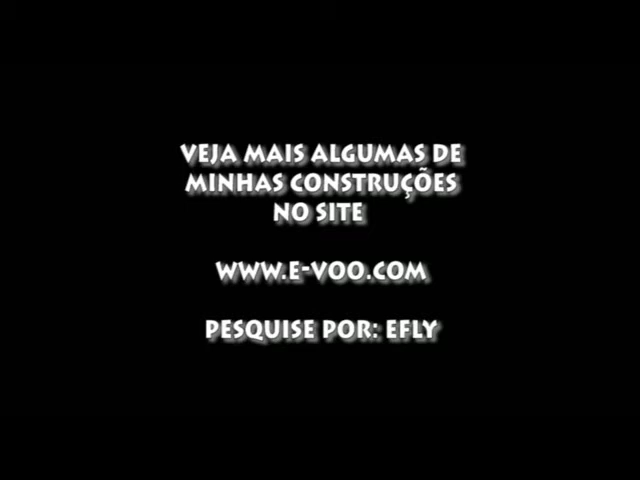 VEJA MAIS ALGUMAS DE
MINHAS CONSTRUÇÕES
NO SITE
WWW.E-VOO.COM
PESQUISE POR: EFLY